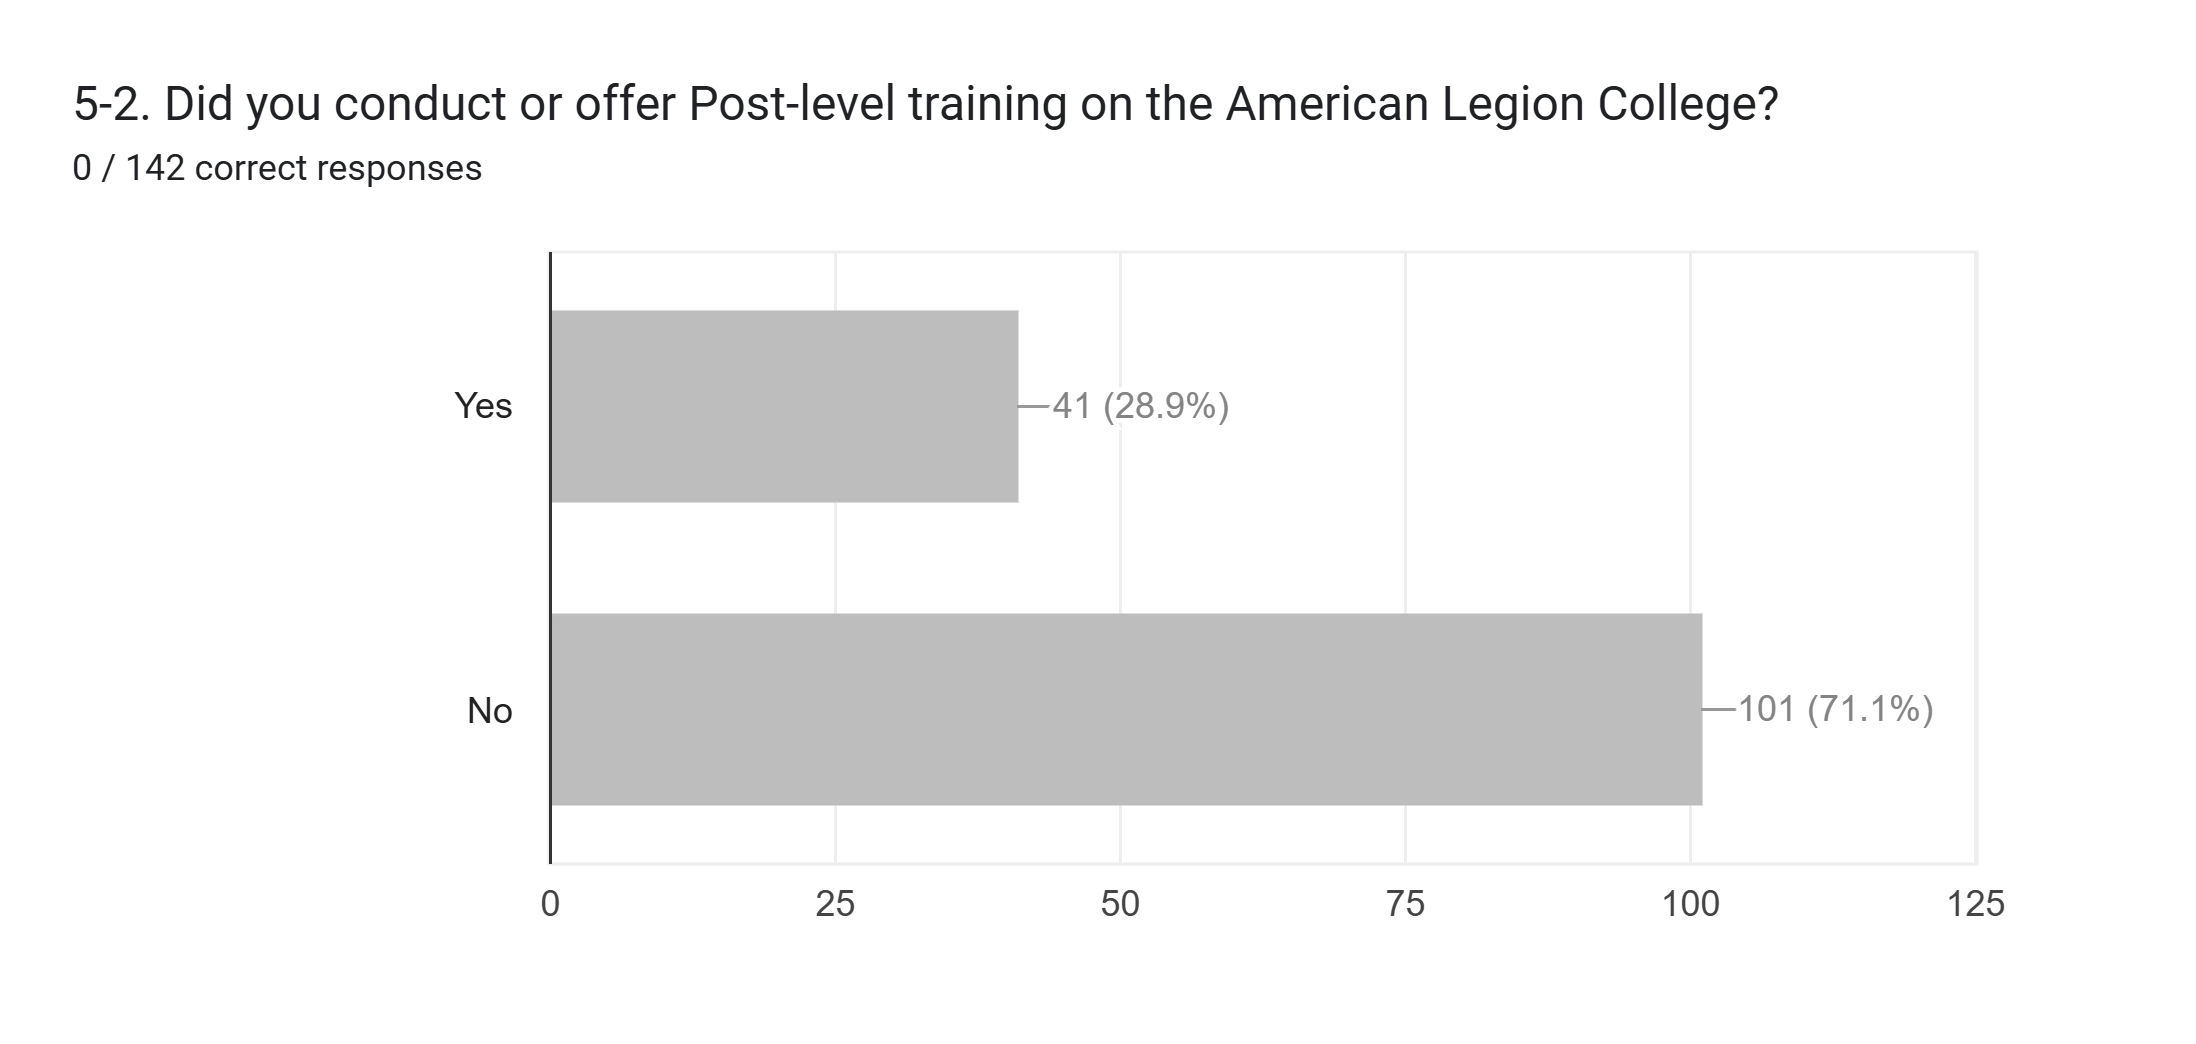 5-2. Did you conduct or offer Post-level training on the American Legion College?
0 / 142 correct responses
Yes
41 (28.9%)
No
101 (71.1%)
0 25 50 75 100 125